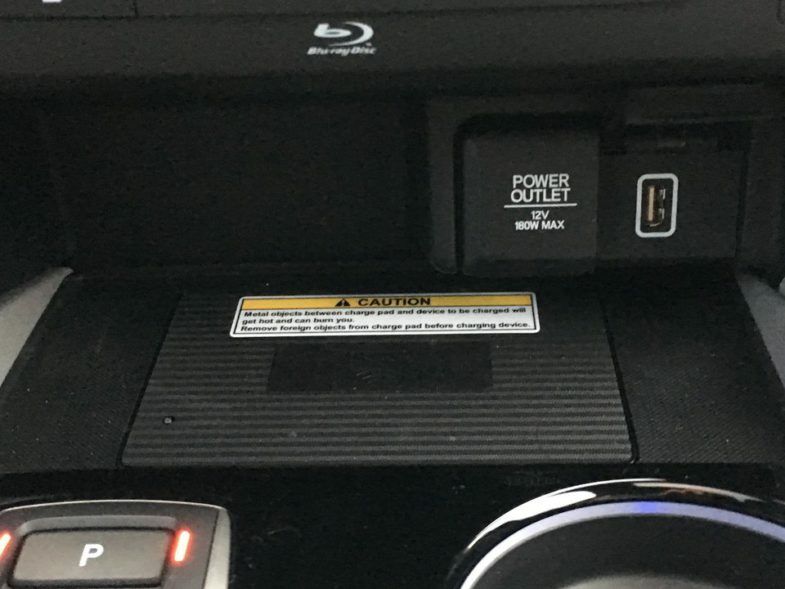 Blu-ray Disc
POWER
OUTLET
12V
180W MAX
CAUTION
Metal objects between charge pad and device to be charged will
get hot and can burn you.
Remove foreign objects from charge pad before charging device.
P